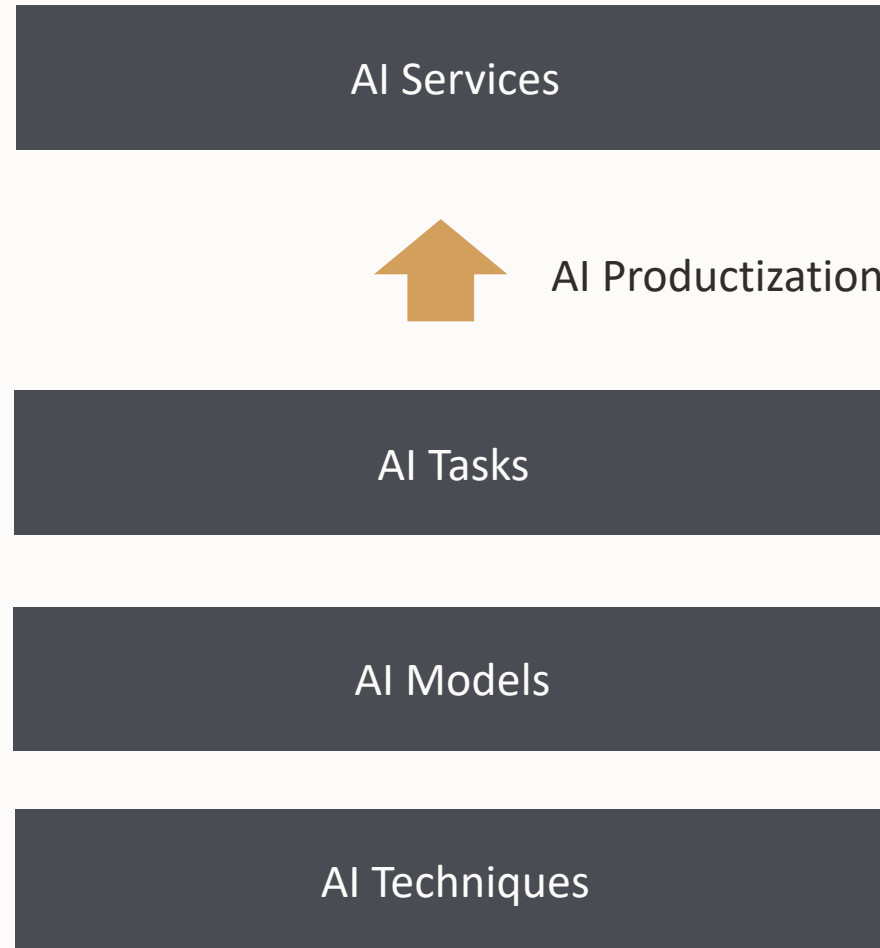 AI Services
AI Productization
AI Tasks
AI Models
AI Techniques